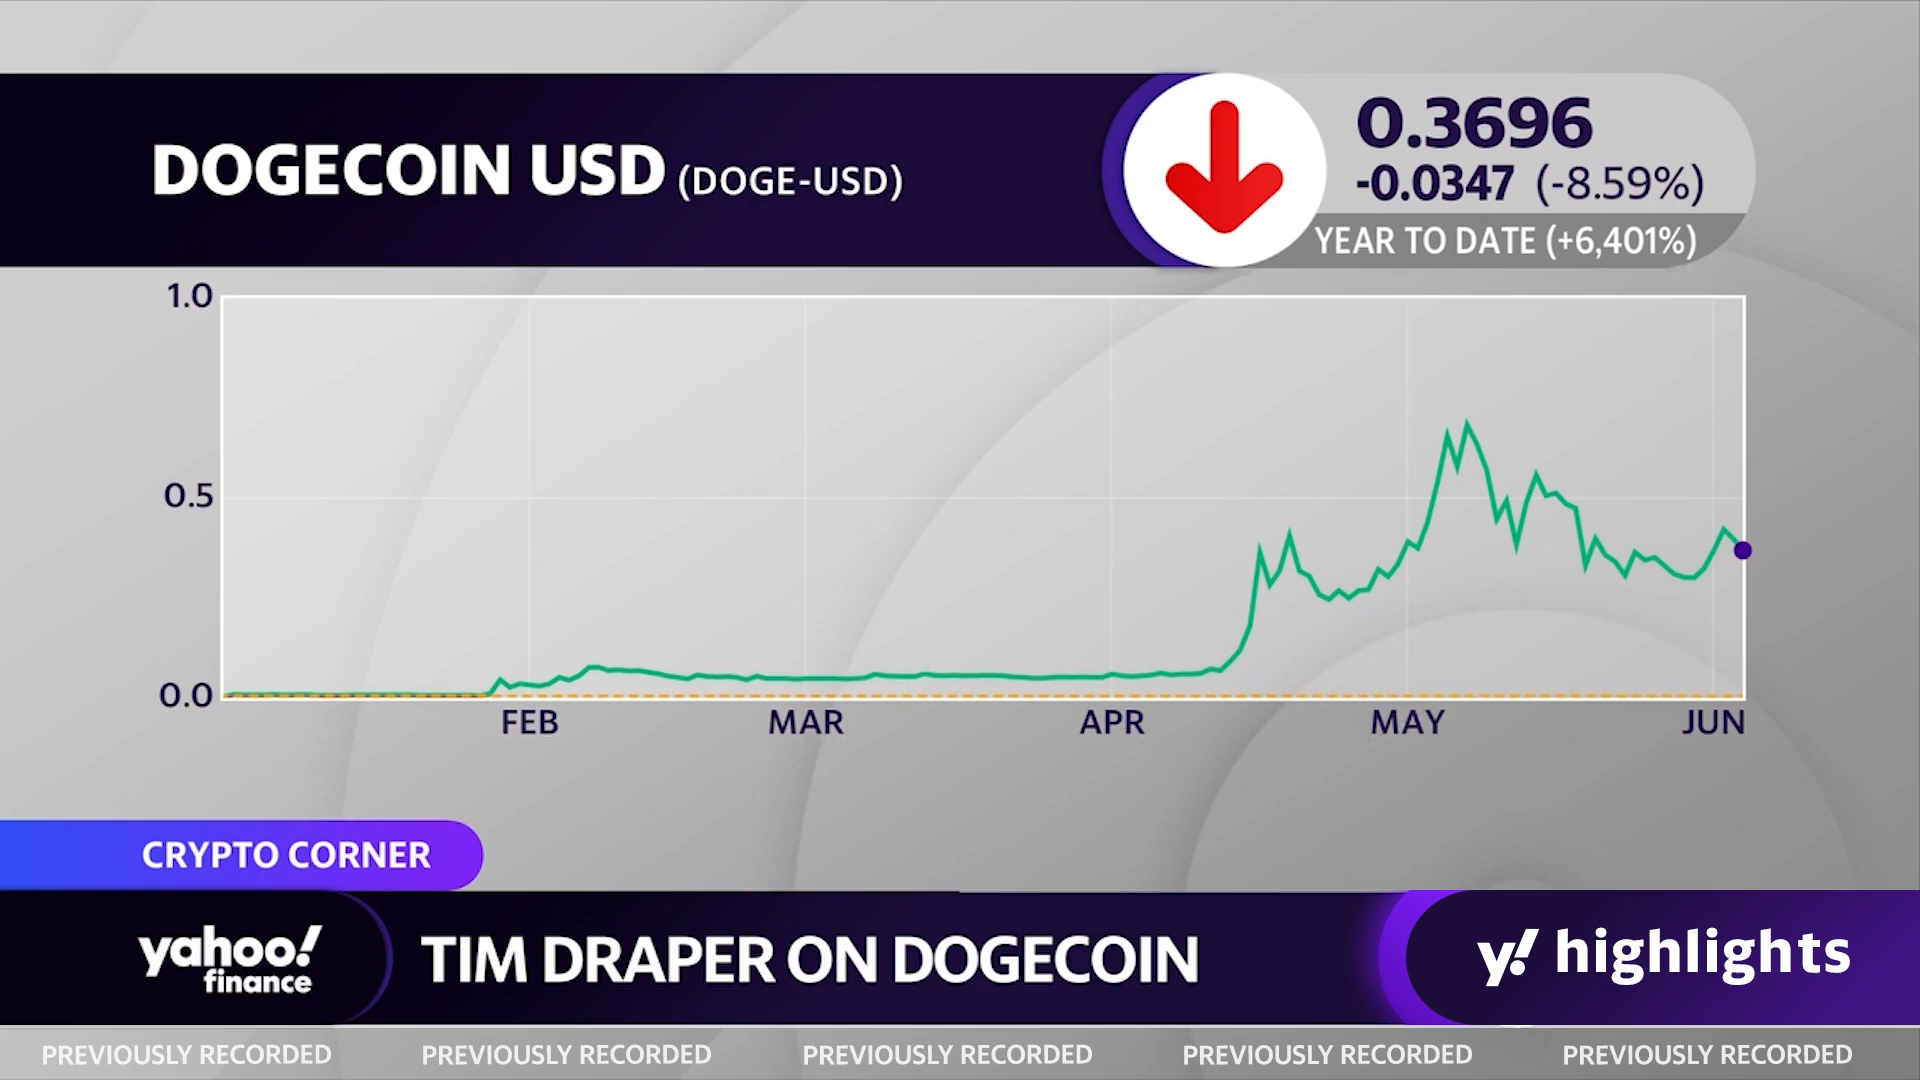 DOGECOIN USD (DOGE-USD)
0.3696
-0.0347 (-8.59%)
YEAR TO DATE (+6,401%)
1.0
0.5
0.0
FEB MAR APR MAY JUN
CRYPTO CORNER
yahoo!
finance
TIM DRAPER ON DOGECOIN
y! highlights
PREVIOUSLY RECORDED PREVIOUSLY RECORDED PREVIOUSLY RECORDED PREVIOUSLY RECORDED PREVIOUSLY RECORDED